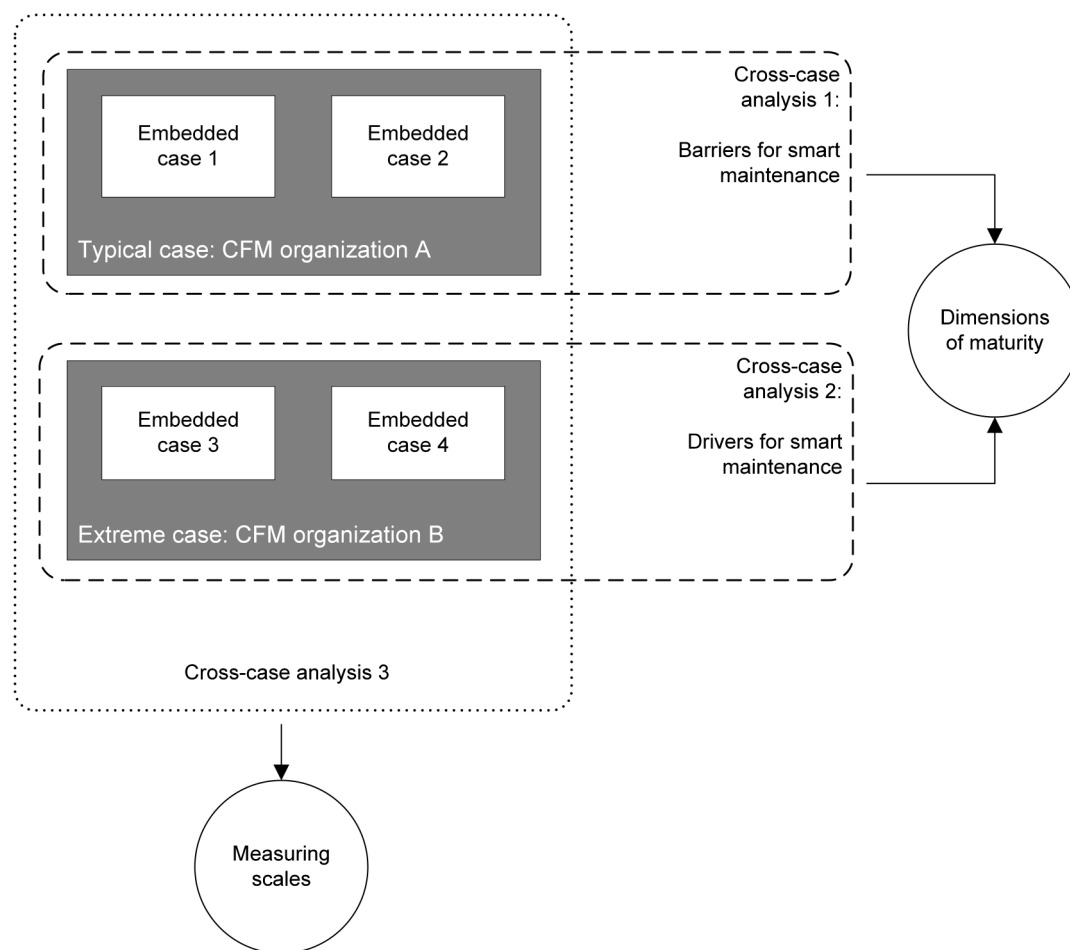 Cross-case
analysis 1:
Barriers for smart
maintenance
Embedded
case 1
Embedded
case 2
Typical case: CFM organization A
Dimensions
of maturity
Cross-case
analysis 2:
Drivers for smart
maintenance
Embedded
case 3
Embedded
case 4
Extreme case: CFM organization B
Cross-case analysis 3
Measuring
scales